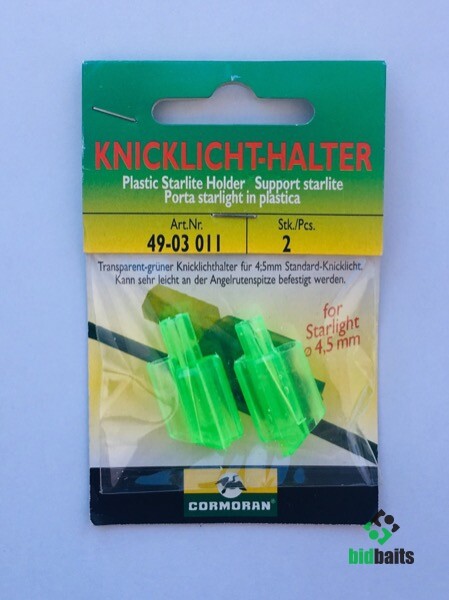 KNICKLICHT-HALTER
Plastic Starlite Holder Support starlite
Porta starlight in plastica
Art.Nr. Stk./Pcs.
49-03 011 2
Transparent-grüner Knicklichthalter für 4,5mm Standard-Knicklicht.
Kann sehr leicht an der Angelrutenspitze befestigt werden.
for
Starlight
ø 4,5 mm
CORMORAN®
bidbaits